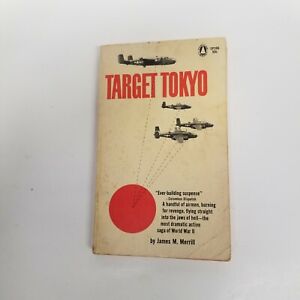 TARGET TOKYO
"Ever-building suspense"
Columbus Dispatch
A handful of airmen, burning
for revenge, flying straight
into the jaws of hell—the
most dramatic action
saga of World War II
by James M. Merrill